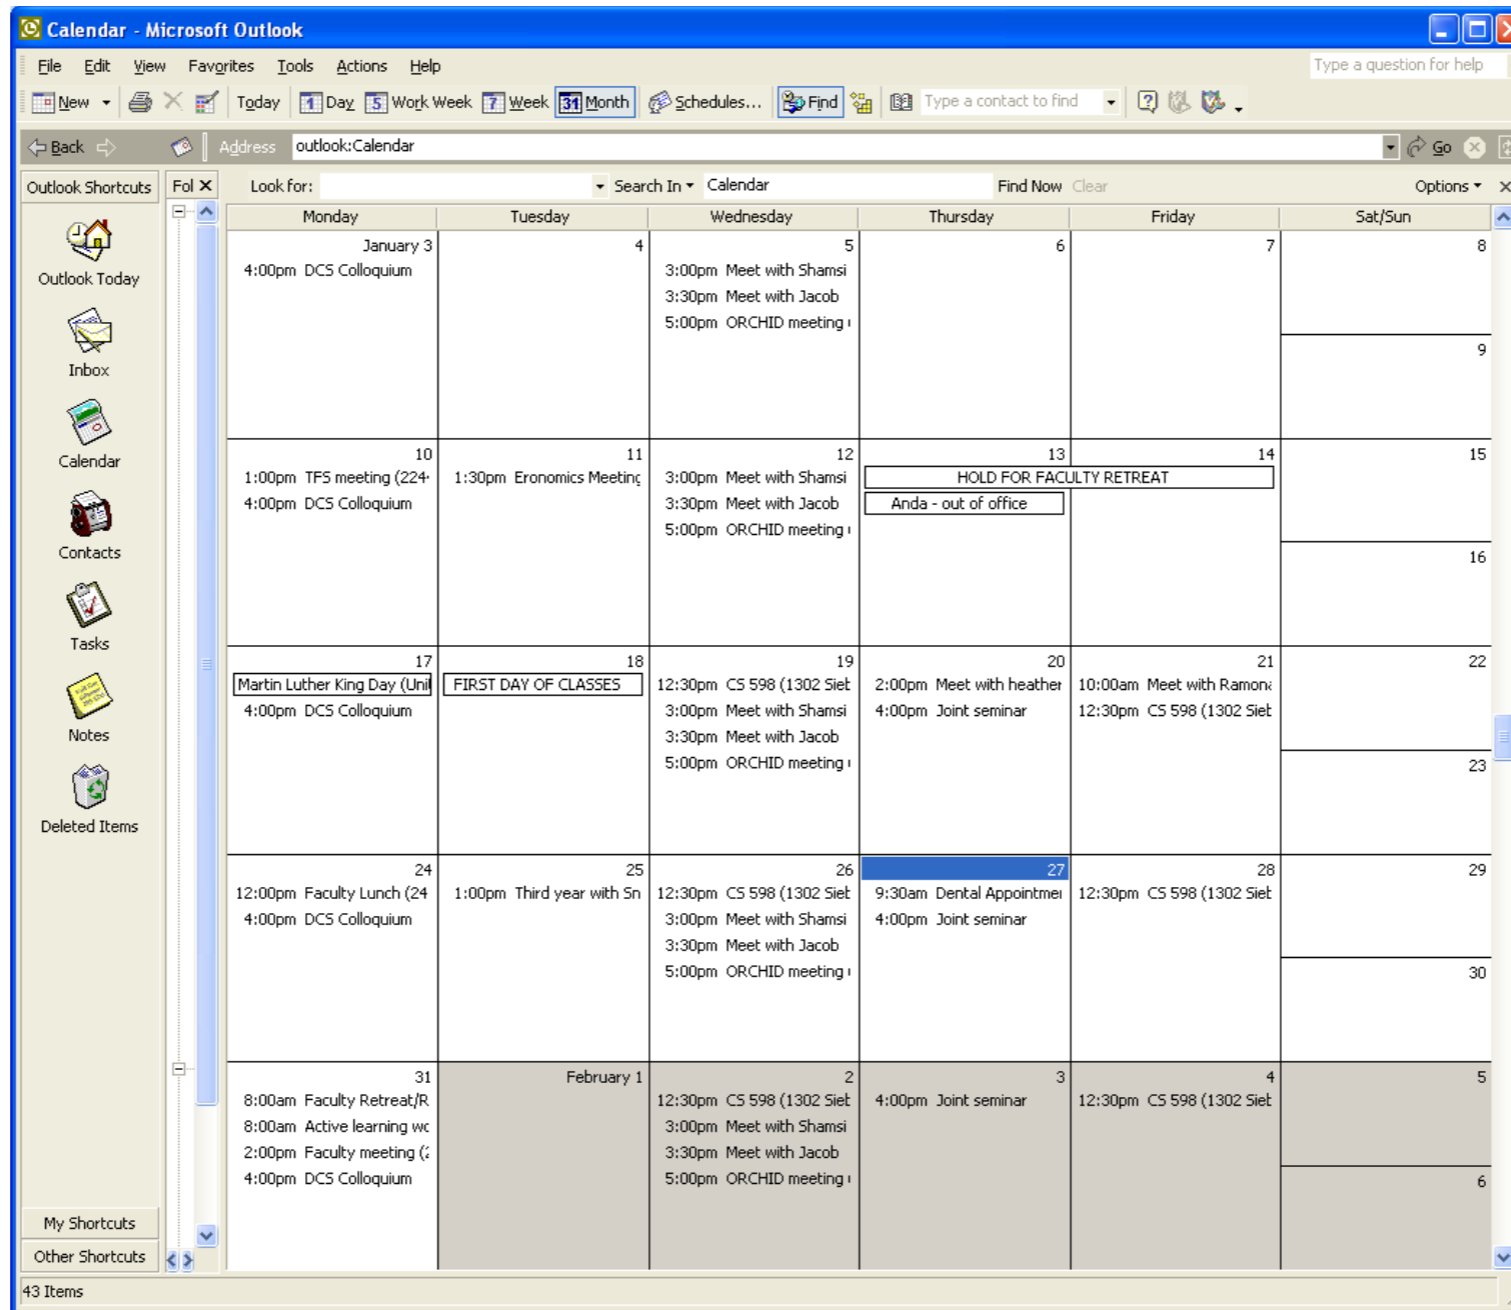 Calendar - Microsoft Outlook
File Edit View Favorites Tools Actions Help
Type a question for help
New Today 1 Day 5 Work Week 7 Week 31 Month Schedules... Find Type a contact to find
Back Address outlook:Calendar Go
Outlook Shortcuts
Outlook Today
Inbox
Calendar
Contacts
Tasks
Notes
Deleted Items
My Shortcuts
Other Shortcuts
Fol
Look for: Search In Calendar Find Now Clear Options
Monday Tuesday Wednesday Thursday Friday Sat/Sun
January 3
4:00pm DCS Colloquium
4
5
3:00pm Meet with Shamsi
3:30pm Meet with Jacob
5:00pm ORCHID meeting
6
7
8
9
10
1:00pm TFS meeting (224
4:00pm DCS Colloquium
11
1:30pm Eronomics Meeting
12
3:00pm Meet with Shamsi
3:30pm Meet with Jacob
5:00pm ORCHID meeting
13
14
HOLD FOR FACULTY RETREAT
Anda - out of office
15
16
17
Martin Luther King Day (Uni
4:00pm DCS Colloquium
18
FIRST DAY OF CLASSES
19
12:30pm CS 598 (1302 Sieb
3:00pm Meet with Shamsi
3:30pm Meet with Jacob
5:00pm ORCHID meeting
20
2:00pm Meet with heather
4:00pm Joint seminar
21
10:00am Meet with Ramona
12:30pm CS 598 (1302 Sieb
22
23
24
12:00pm Faculty Lunch (24
4:00pm DCS Colloquium
25
1:00pm Third year with Sn
26
12:30pm CS 598 (1302 Sieb
3:00pm Meet with Shamsi
3:30pm Meet with Jacob
5:00pm ORCHID meeting
27
9:30am Dental Appointmen
4:00pm Joint seminar
28
12:30pm CS 598 (1302 Sieb
29
30
31
8:00am Faculty Retreat/R
8:00am Active learning wo
2:00pm Faculty meeting (2
4:00pm DCS Colloquium
February 1
2
12:30pm CS 598 (1302 Sieb
3:00pm Meet with Shamsi
3:30pm Meet with Jacob
5:00pm ORCHID meeting
3
4:00pm Joint seminar
4
12:30pm CS 598 (1302 Sieb
5
6
43 Items